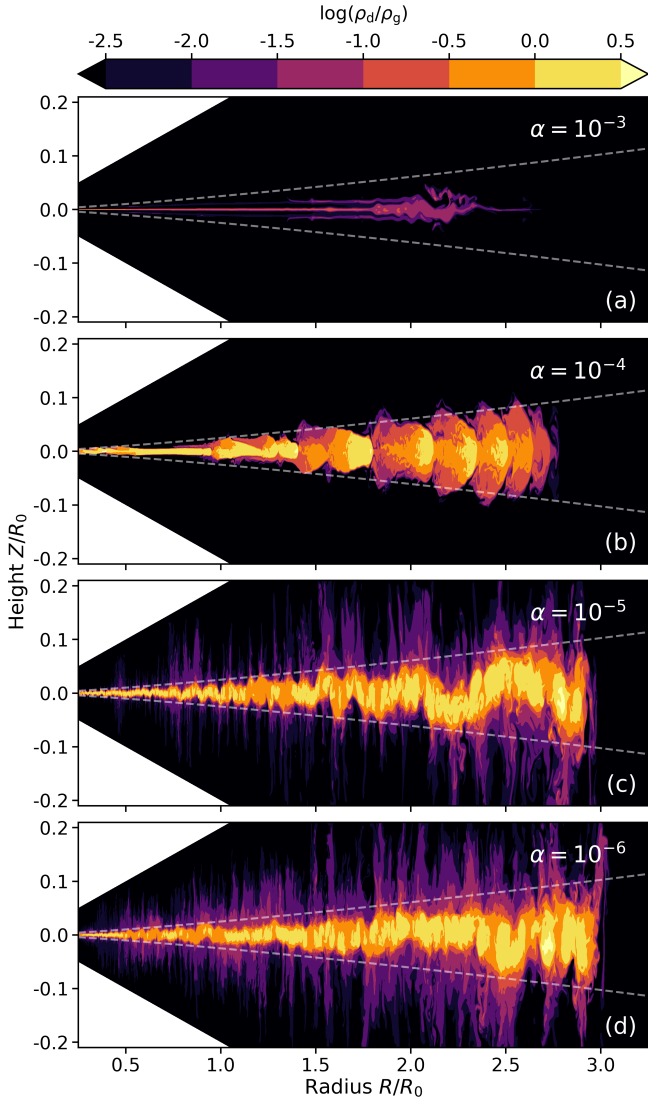 log(ρd/ρg)
-2.5 -2.0 -1.5 -1.0 -0.5 0.0 0.5
0.2
0.1
0.0
-0.1
-0.2
α = 10⁻³
(a)
0.2
0.1
0.0
-0.1
-0.2
α = 10⁻⁴
(b)
Height Z/R₀
0.2
0.1
0.0
-0.1
-0.2
α = 10⁻⁵
(c)
0.2
0.1
0.0
-0.1
-0.2
α = 10⁻⁶
(d)
0.5 1.0 1.5 2.0 2.5 3.0
Radius R/R₀